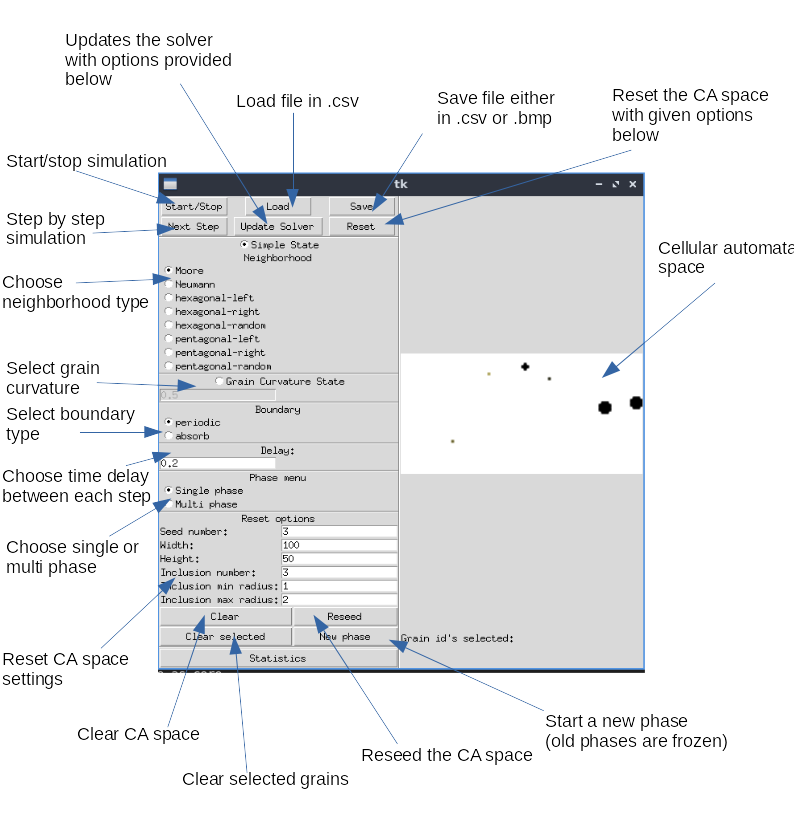 Updates the solver
with options provided
below
Load file in .csv
Save file either
in .csv or .bmp
Reset the CA space
with given options
below
Start/stop simulation
Step by step
simulation
Choose
neighborhood type
Select grain
curvature
Select boundary
type
Choose time delay
between each step
Choose single or
multi phase
Reset CA space
settings
tk
Start/Stop
Load
Save
Next Step
Update Solver
Reset
Simple State
Neighborhood
Moore
Neumann
hexagonal-left
hexagonal-right
hexagonal-random
pentagonal-left
pentagonal-right
pentagonal-random
Grain Curvature State
0.5
Boundary
periodic
absorb
Delay:
0.2
Phase menu
Single phase
Multi phase
Reset options
Seed number: 3
Width: 100
Height: 50
Inclusion number: 3
Inclusion min radius: 1
Inclusion max radius: 2
Clear
Reseed
Clear selected
New phase
Statistics
Grain id's selected:
Cellular automata
space
Clear CA space
Clear selected grains
Reseed the CA space
Start a new phase
(old phases are frozen)